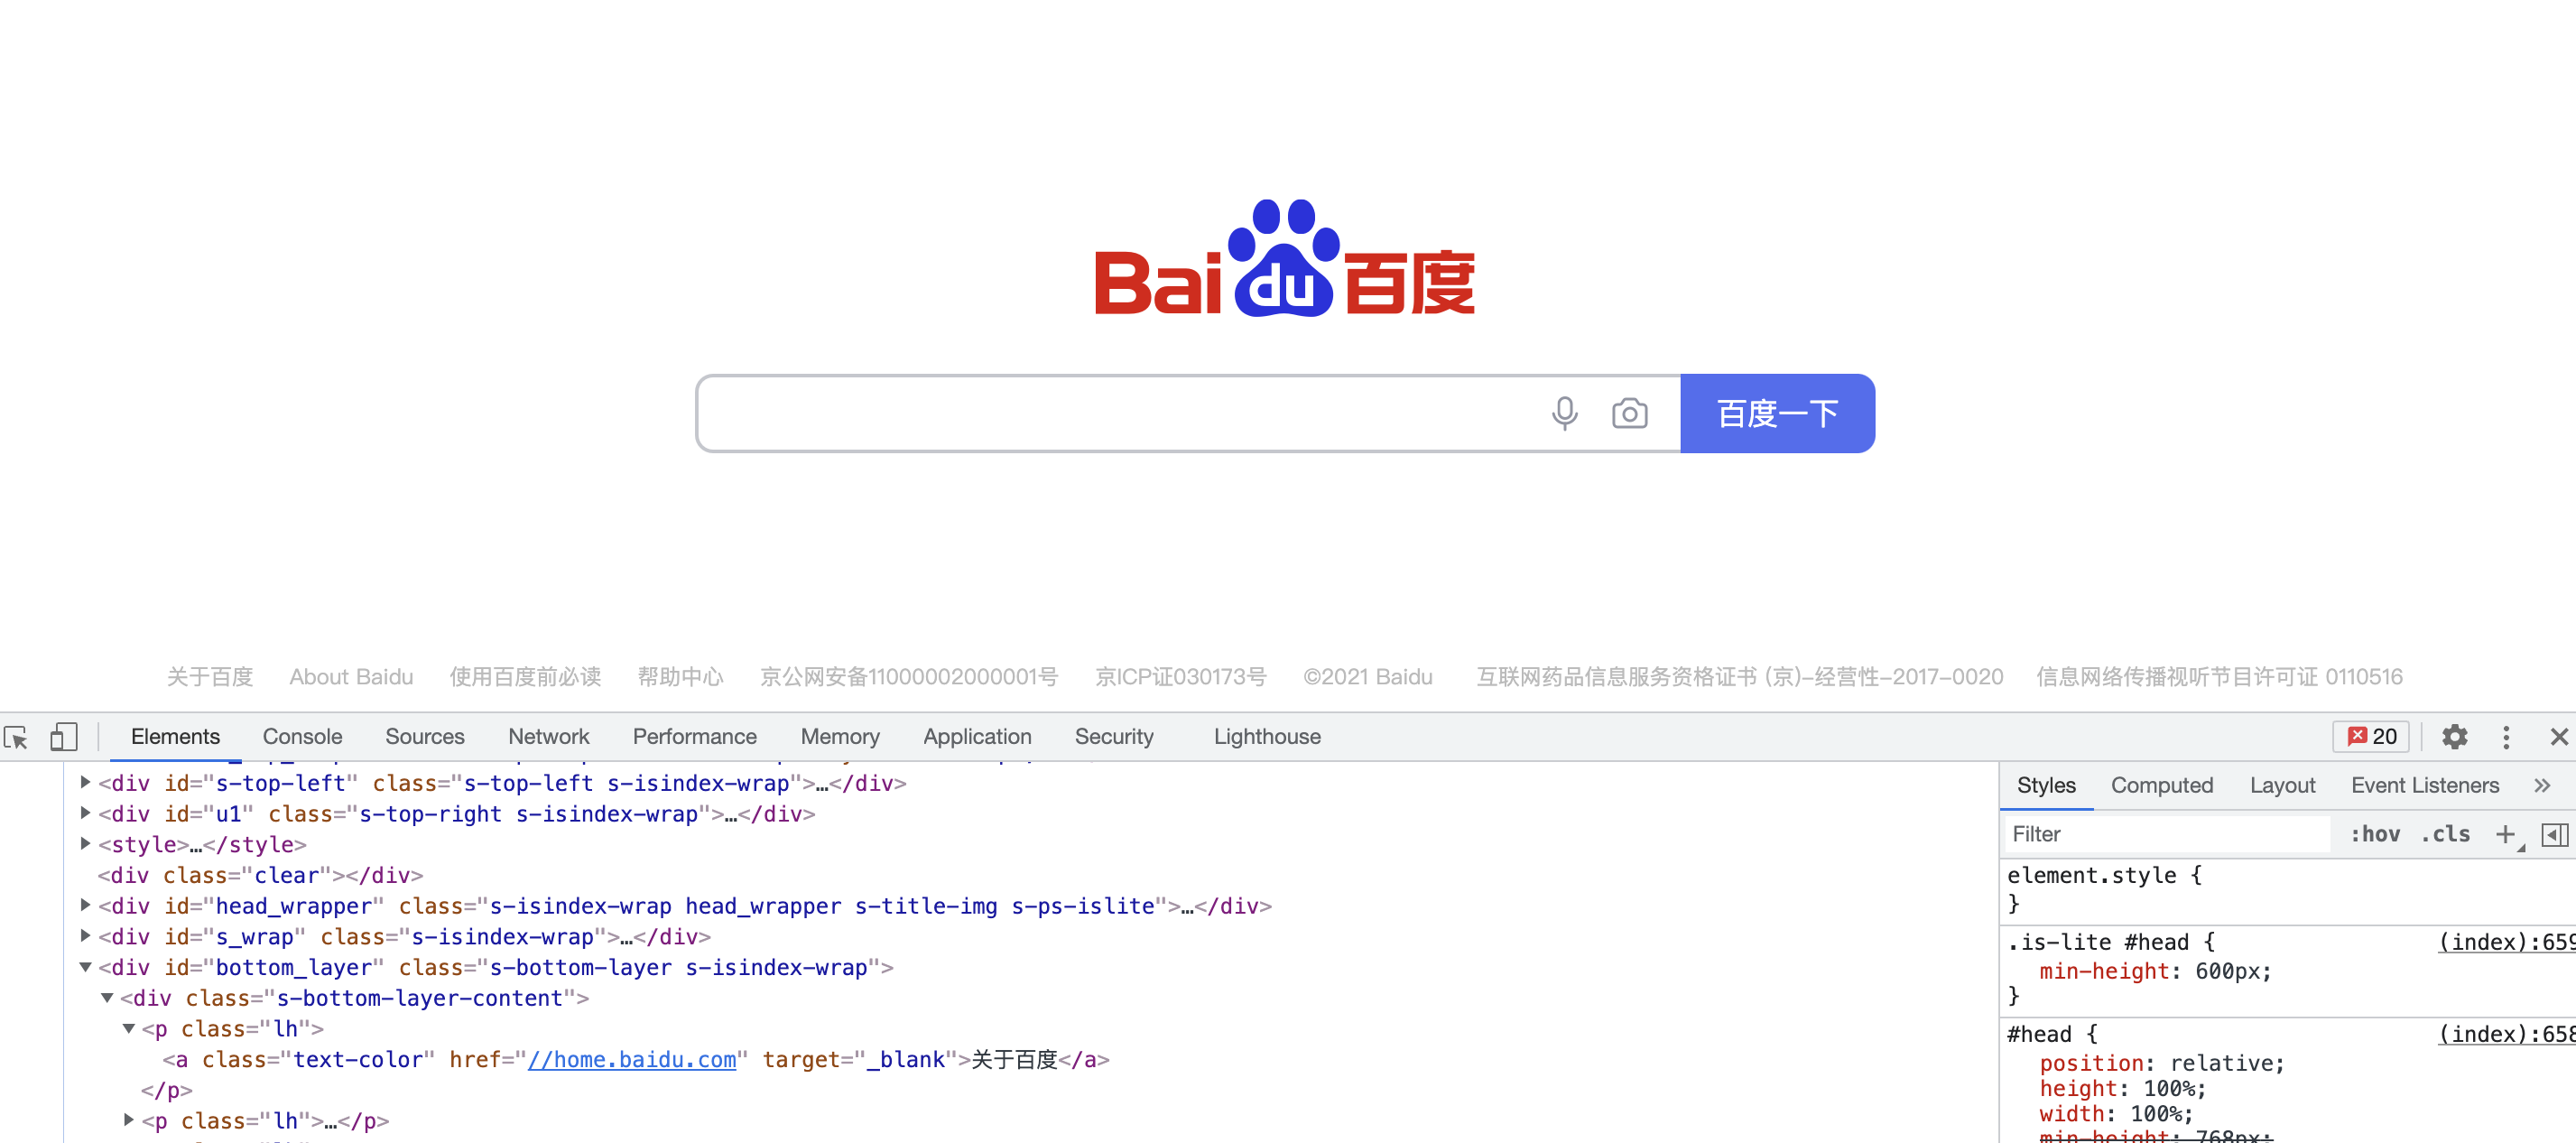 Bai du 百度
百度一下
关于百度 About Baidu 使用百度前必读 帮助中心 京公网安备11000002000001号 京ICP证030173号 ©2021 Baidu 互联网药品信息服务资格证书 (京)-经营性-2017-0020 信息网络传播视听节目许可证 0110516
Elements Console Sources Network Performance Memory Application Security Lighthouse 20
<div id="s-top-left" class="s-top-left s-isindex-wrap">…</div>
<div id="u1" class="s-top-right s-isindex-wrap">…</div>
<style>…</style>
<div class="clear"></div>
<div id="head_wrapper" class="s-isindex-wrap head_wrapper s-title-img s-ps-islite">…</div>
<div id="s_wrap" class="s-isindex-wrap">…</div>
<div id="bottom_layer" class="s-bottom-layer s-isindex-wrap">
<div class="s-bottom-layer-content">
<p class="lh">
<a class="text-color" href="//home.baidu.com" target="_blank">关于百度</a>
</p>
<p class="lh">…</p>
Styles Computed Layout Event Listeners
Filter :hov .cls
element.style {
}
.is-lite #head { (index):659
min-height: 600px;
}
#head { (index):658
position: relative;
height: 100%;
width: 100%;
min-height: 768px;